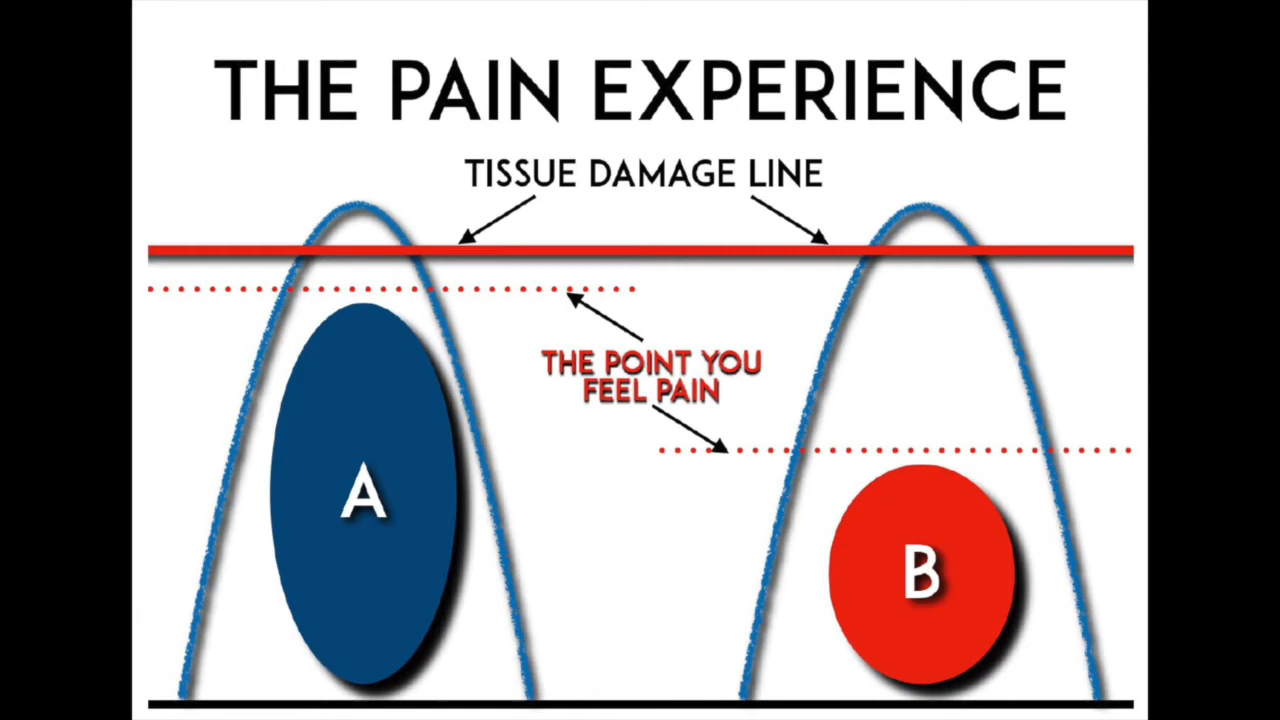 THE PAIN EXPERIENCE
TISSUE DAMAGE LINE
THE POINT YOU
FEEL PAIN
A
B